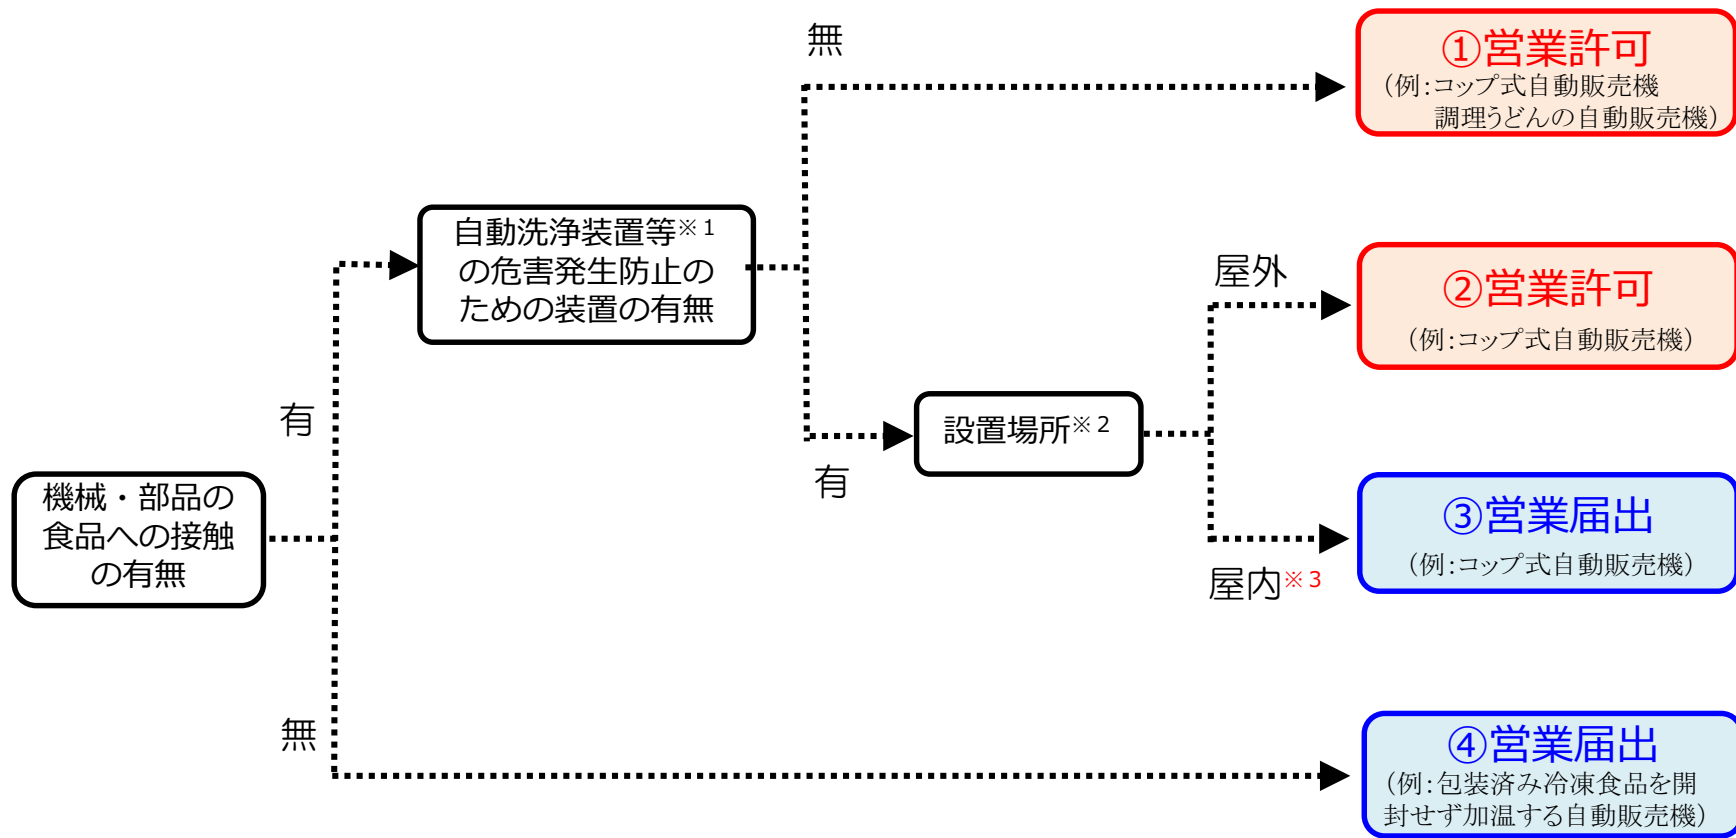 機械・部品の
食品への接触
の有無
有
無
自動洗浄装置等※1
の危害発生防止の
ための装置の有無
無
有
設置場所※2
屋外
屋内※3
①営業許可
（例：コップ式自動販売機
調理うどんの自動販売機）
②営業許可
（例：コップ式自動販売機）
③営業届出
（例：コップ式自動販売機）
④営業届出
（例：包装済み冷凍食品を開
封せず加温する自動販売機）